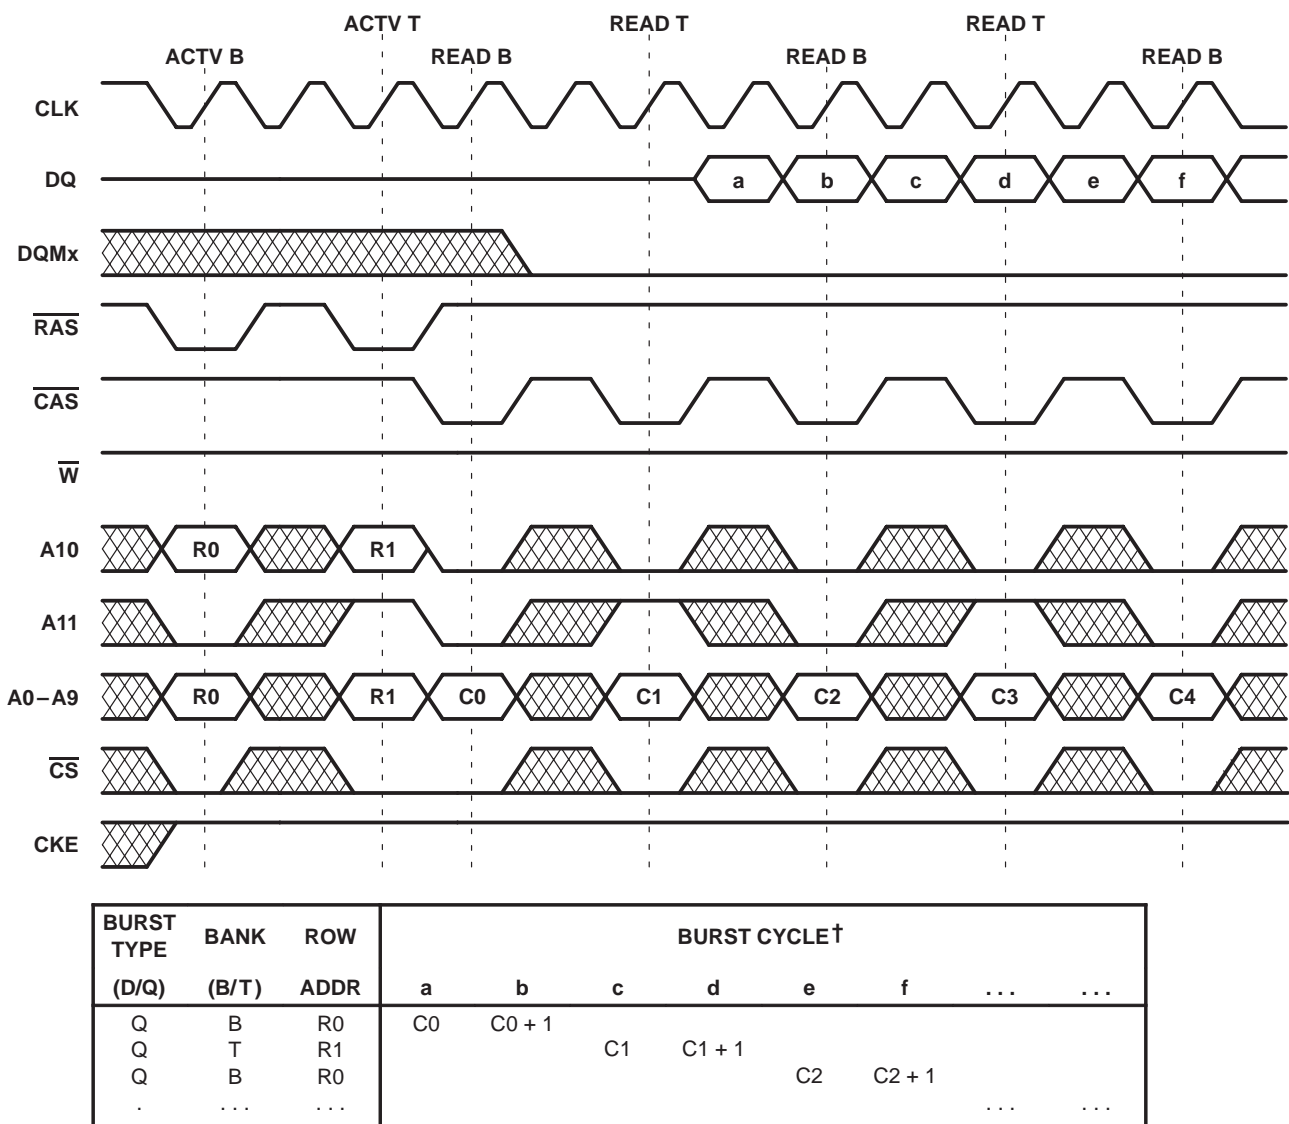 ACTV T READ T READ T
ACTV B READ B READ B READ B
CLK
DQ a b c d e f
DQMx
RAS
CAS
W
A10 R0 R1
A11
A0–A9 R0 R1 C0 C1 C2 C3 C4
CS
CKE
BURST TYPE BANK ROW BURST CYCLE†
(D/Q) (B/T) ADDR a b c d e f . . . . . .
Q B R0 C0 C0 + 1
Q T R1 C1 C1 + 1
Q B R0 C2 C2 + 1
. . . . . . . . . . . . .